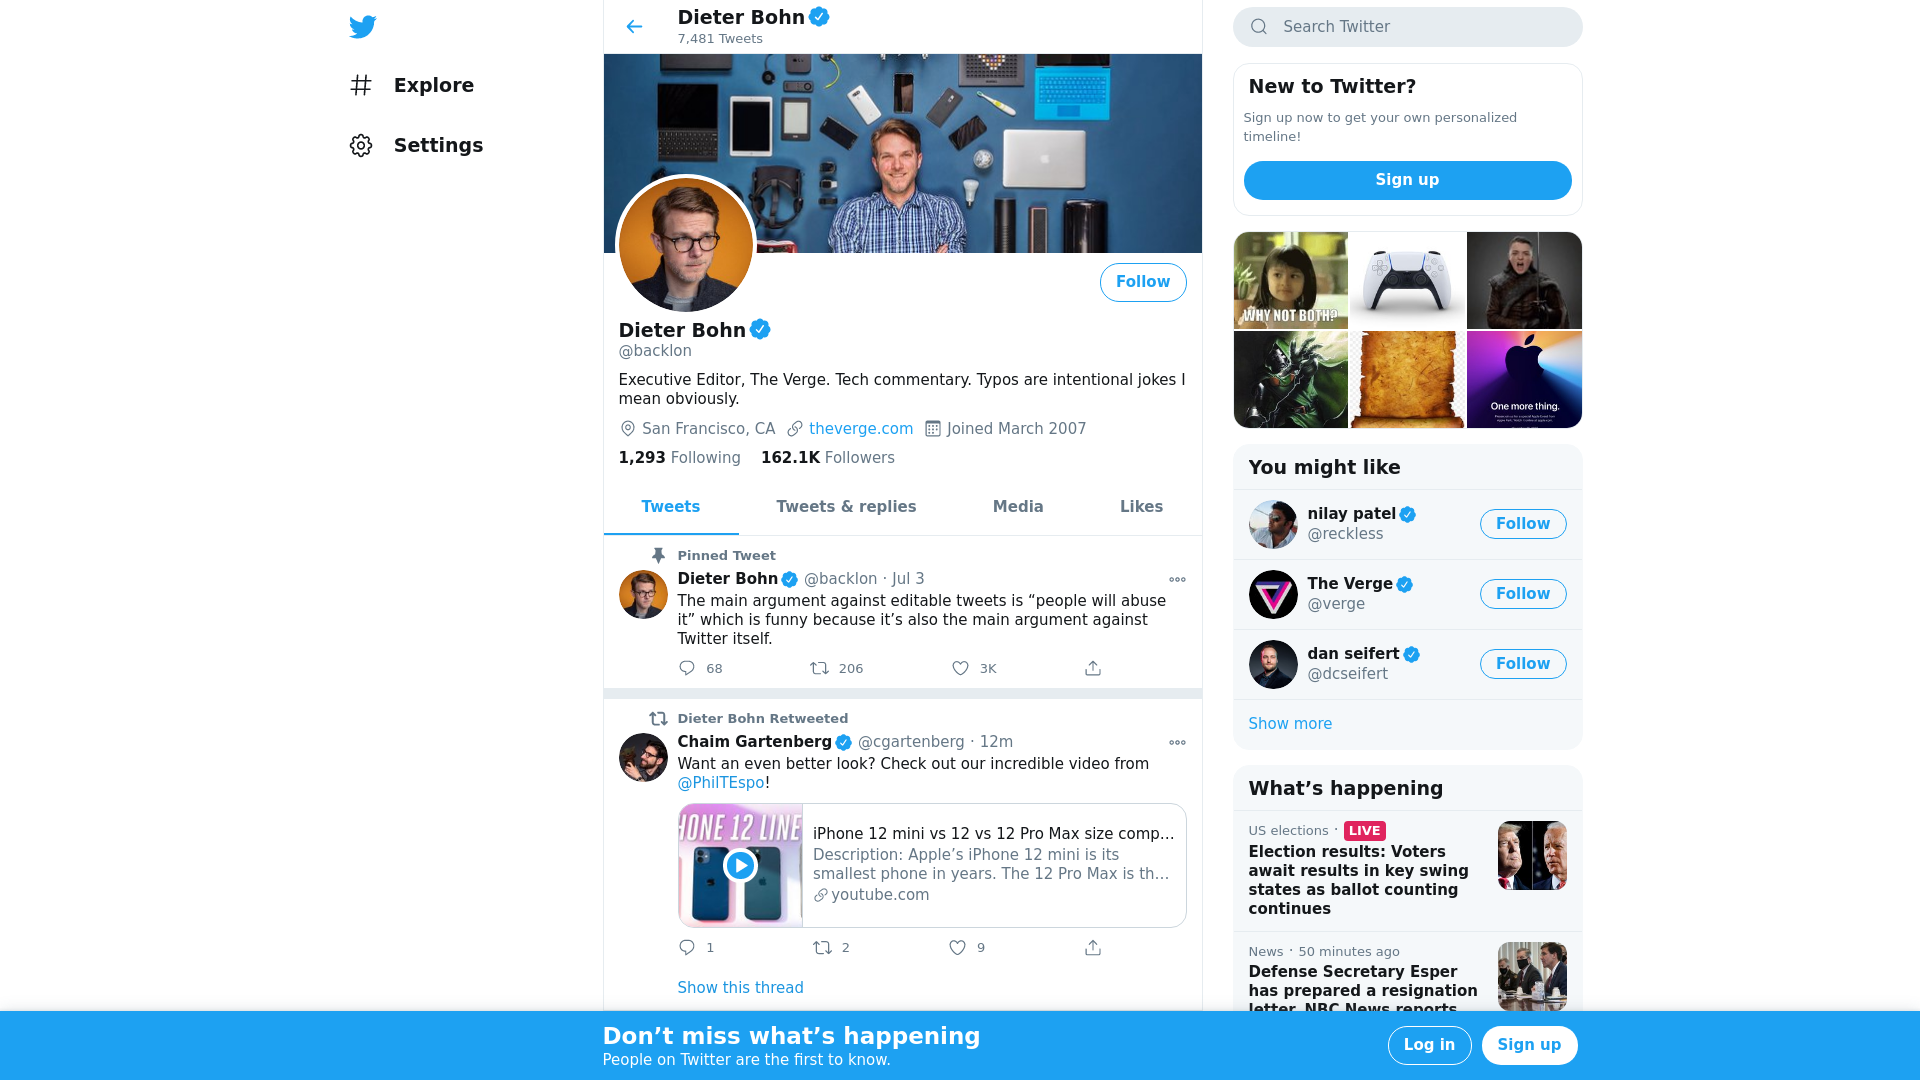 Explore
Settings
Dieter Bohn
7,481 Tweets
Follow
Dieter Bohn
@backlon
Executive Editor, The Verge. Tech commentary. Typos are intentional jokes I
mean obviously.
San Francisco, CA theverge.com Joined March 2007
1,293 Following 162.1K Followers
Tweets Tweets & replies Media Likes
Pinned Tweet
Dieter Bohn @backlon · Jul 3
The main argument against editable tweets is “people will abuse
it” which is funny because it’s also the main argument against
Twitter itself.
68 206 3K
Dieter Bohn Retweeted
Chaim Gartenberg @cgartenberg · 12m
Want an even better look? Check out our incredible video from
@PhilTEspo!
HONE 12 LINE
iPhone 12 mini vs 12 vs 12 Pro Max size comp...
Description: Apple’s iPhone 12 mini is its
smallest phone in years. The 12 Pro Max is th...
youtube.com
1 2 9
Show this thread
Search Twitter
New to Twitter?
Sign up now to get your own personalized
timeline!
Sign up
WHY NOT BOTH?
One more thing.
You might like
nilay patel
@reckless
Follow
The Verge
@verge
Follow
dan seifert
@dcseifert
Follow
Show more
What’s happening
US elections · LIVE
Election results: Voters
await results in key swing
states as ballot counting
continues
News · 50 minutes ago
Defense Secretary Esper
has prepared a resignation
letter, NBC News reports
Don’t miss what’s happening
People on Twitter are the first to know.
Log in
Sign up